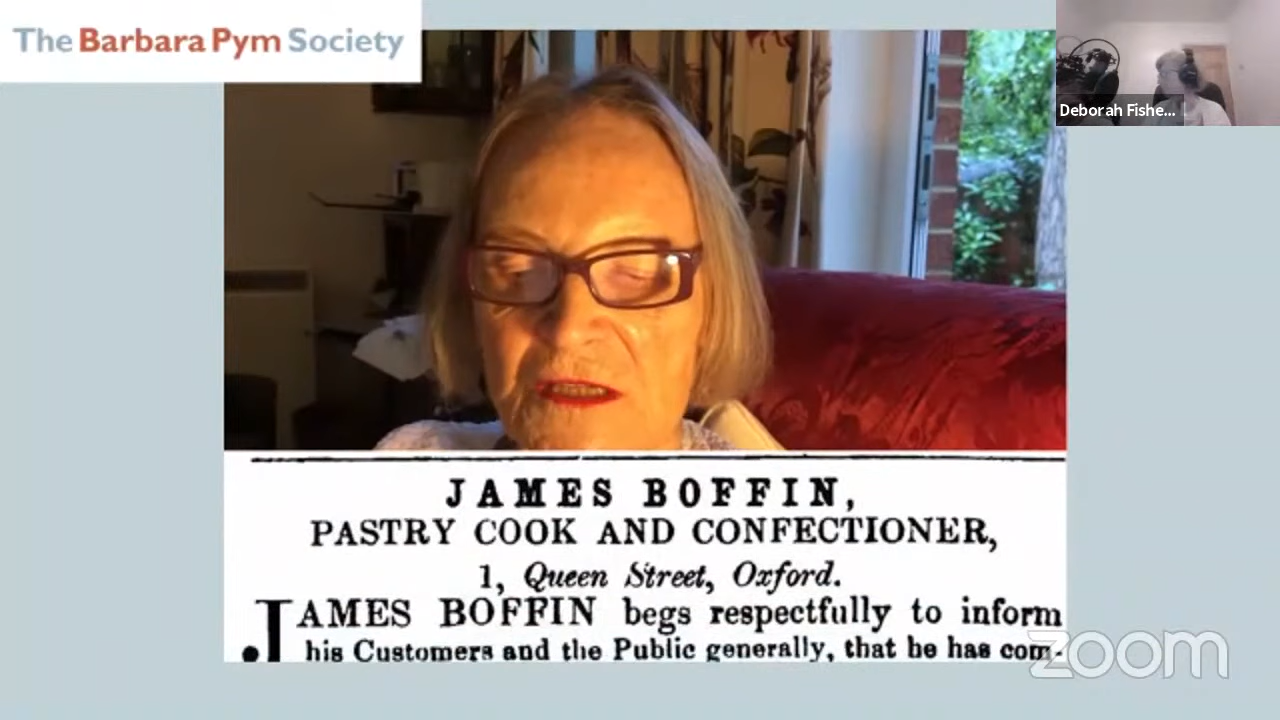 The Barbara Pym Society
Deborah Fishe...
JAMES BOFFIN,
PASTRY COOK AND CONFECTIONER,
1, Queen Street, Oxford.
JAMES BOFFIN begs respectfully to inform
his Customers and the Public generally, that he has com-
zoom